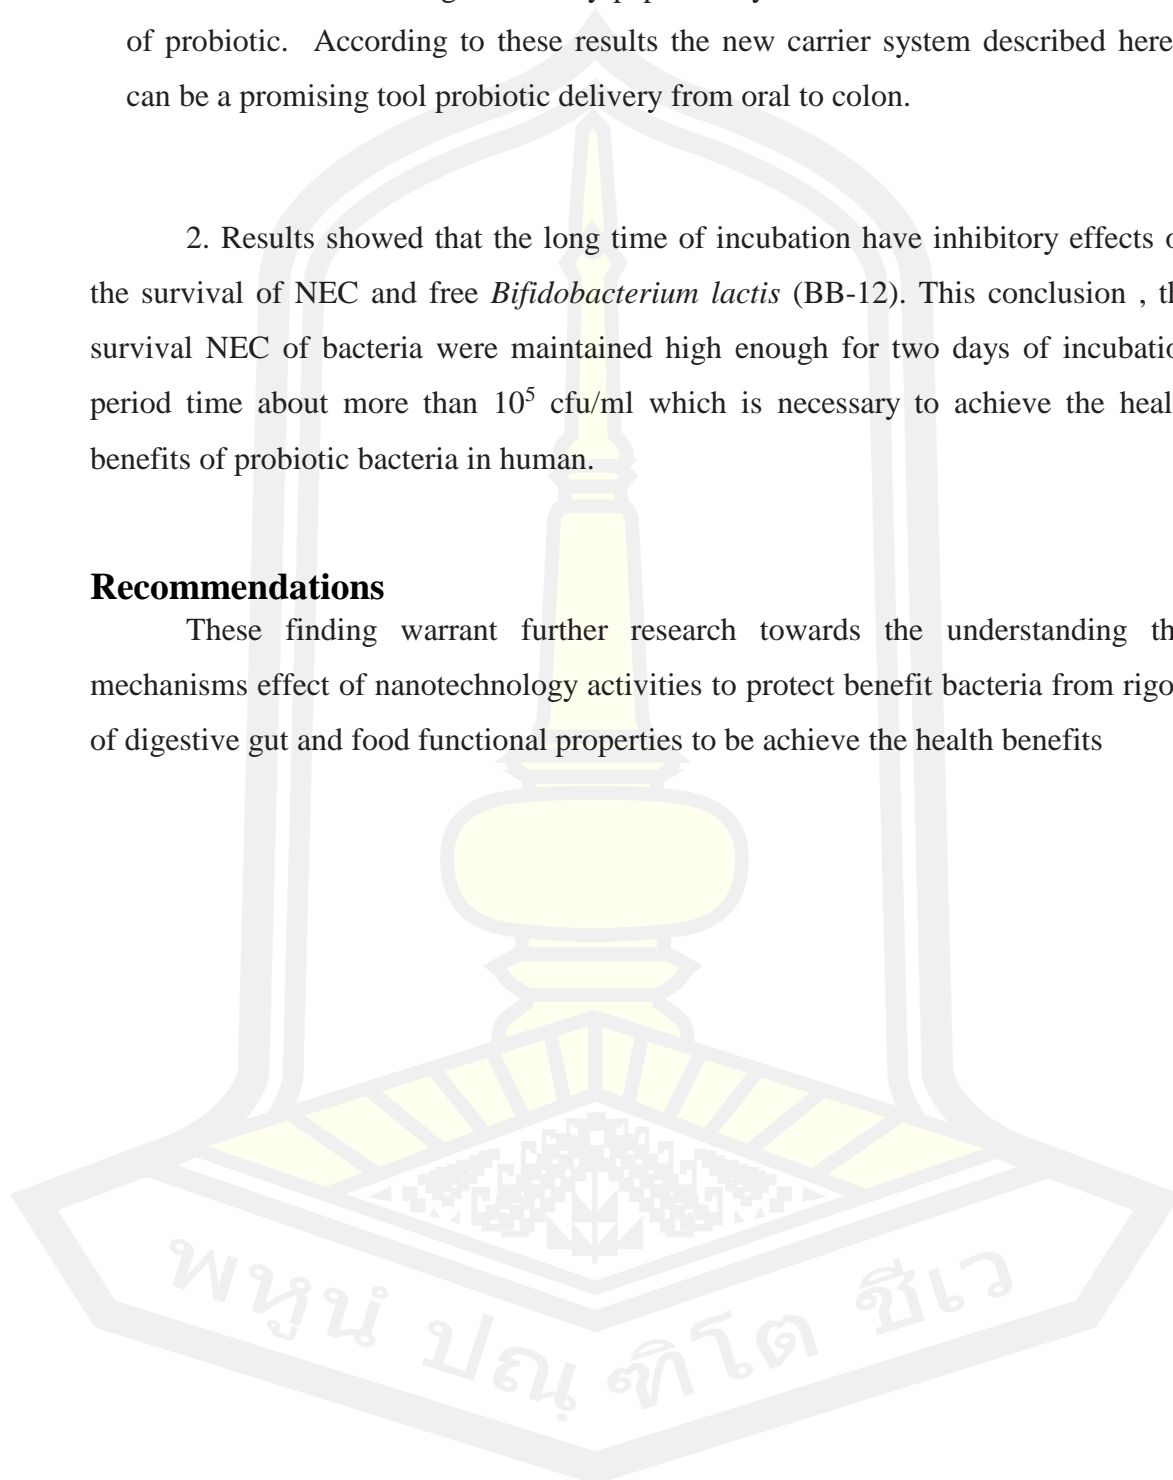 of probiotic. According to these results the new carrier system described here
can be a promising tool probiotic delivery from oral to colon.
2. Results showed that the long time of incubation have inhibitory effects
the survival of NEC and free Bifidobacterium lactis (BB-12). This conclusion , th
survival NEC of bacteria were maintained high enough for two days of incubatio
period time about more than 10⁵ cfu/ml which is necessary to achieve the heal
benefits of probiotic bacteria in human.
Recommendations
These finding warrant further research towards the understanding th
mechanisms effect of nanotechnology activities to protect benefit bacteria from rigo
of digestive gut and food functional properties to be achieve the health benefits
พหูนํ ปณฺฑิโต ชีเว